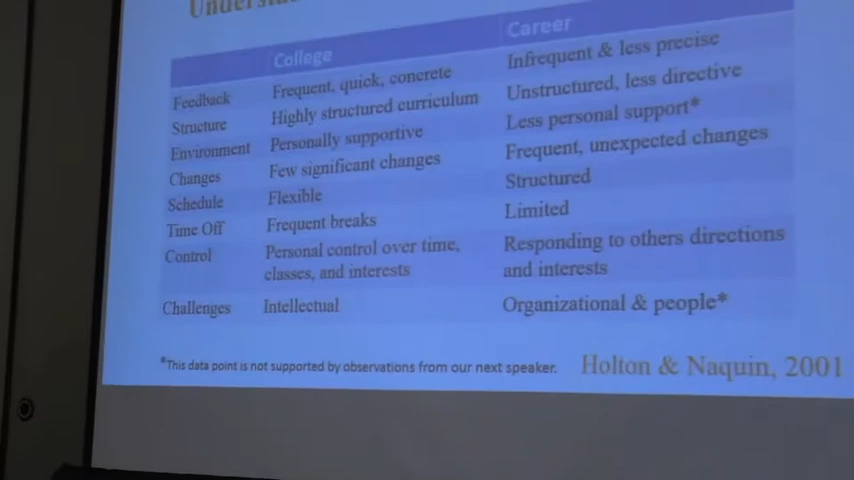 College Career
Feedback Frequent, quick, concrete Infrequent & less precise
Structure Highly structured curriculum Unstructured, less directive
Environment Personally supportive Less personal support*
Changes Few significant changes Frequent, unexpected changes
Schedule Flexible Structured
Time Off Frequent breaks Limited
Control Personal control over time, Responding to others directions
classes, and interests and interests
Challenges Intellectual Organizational & people*
*This data point is not supported by observations from our next speaker. Holton & Naquin, 2001